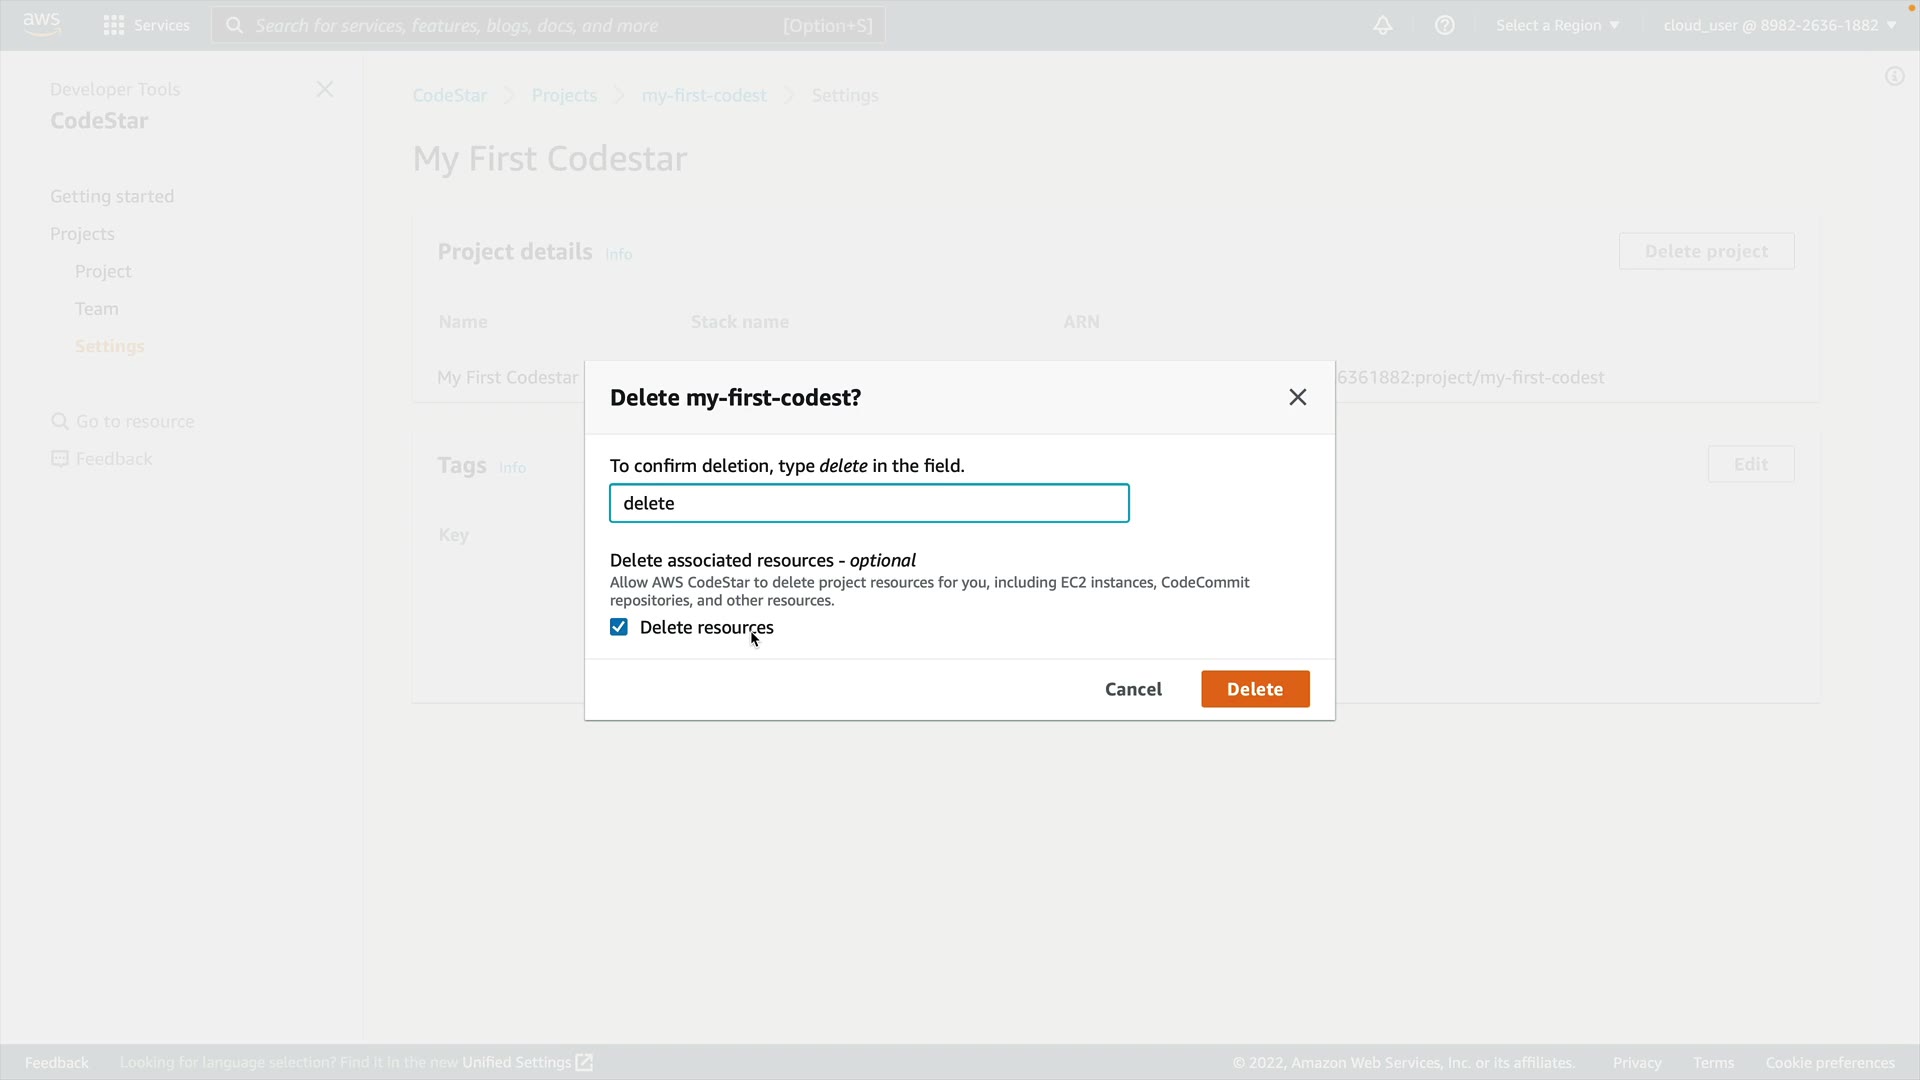 aws
Services
Search for services, features, blogs, docs, and more
[Option+S]
Select a Region
cloud_user @ 8982-2636-1882
Developer Tools
CodeStar
Getting started
Projects
Project
Team
Settings
Go to resource
Feedback
CodeStar
Projects
my-first-codest
Settings
My First Codestar
Project details Info
Delete project
Name
Stack name
ARN
My First Codestar
6361882:project/my-first-codest
Tags Info
Edit
Key
Delete my-first-codest?
To confirm deletion, type delete in the field.
delete
Delete associated resources - optional
Allow AWS CodeStar to delete project resources for you, including EC2 instances, CodeCommit
repositories, and other resources.
Delete resources
Cancel
Delete
Feedback
Looking for language selection? Find it in the new Unified Settings
© 2022, Amazon Web Services, Inc. or its affiliates.
Privacy
Terms
Cookie preferences